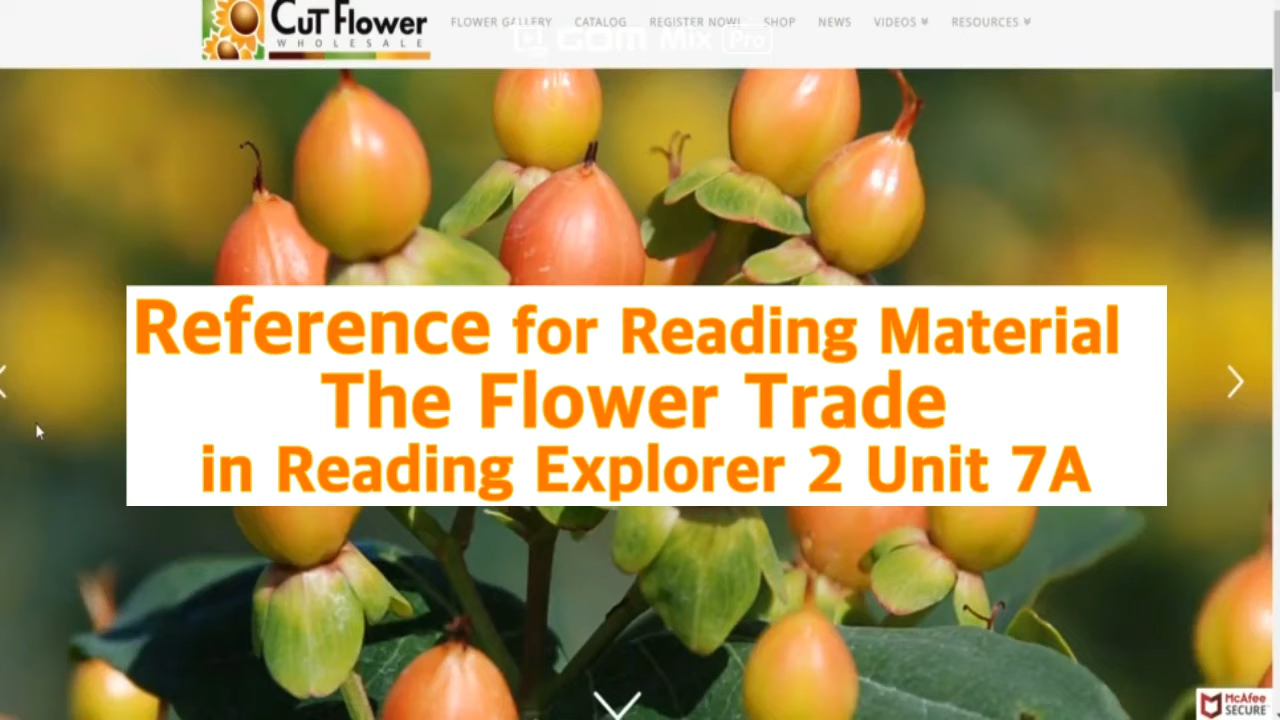 CUT FLOWER
WHOLESALE
FLOWER GALLERY CATALOG REGISTER NOW! SHOP NEWS VIDEOS RESOURCES
GOM Mix Pro
Reference for Reading Material
The Flower Trade
in Reading Explorer 2 Unit 7A
McAfee
SECURE